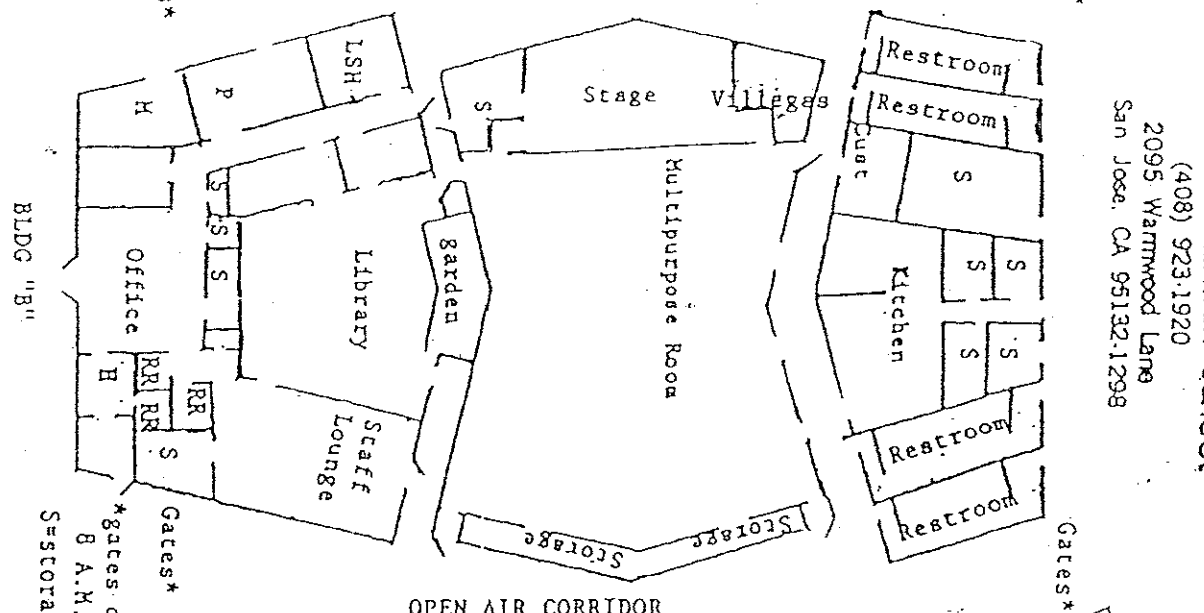 (408) 923-1920
2095 Warmwood Lane
San Jose, CA 95132-1298
Restroom
Restroom
Cust
S
Stage
Villegas
S
LSH
P
S
S
Kitchen
S
S
S
Multipurpose Room
garden
Library
S
S
S
Office
BLDG "B"
H
RR
RR
RR
S
Staff
Lounge
Restroom
Restroom
Storage
Storage
Gates*
Gates*
*gates
8 A.M.
OPEN AIR CORRIDOR